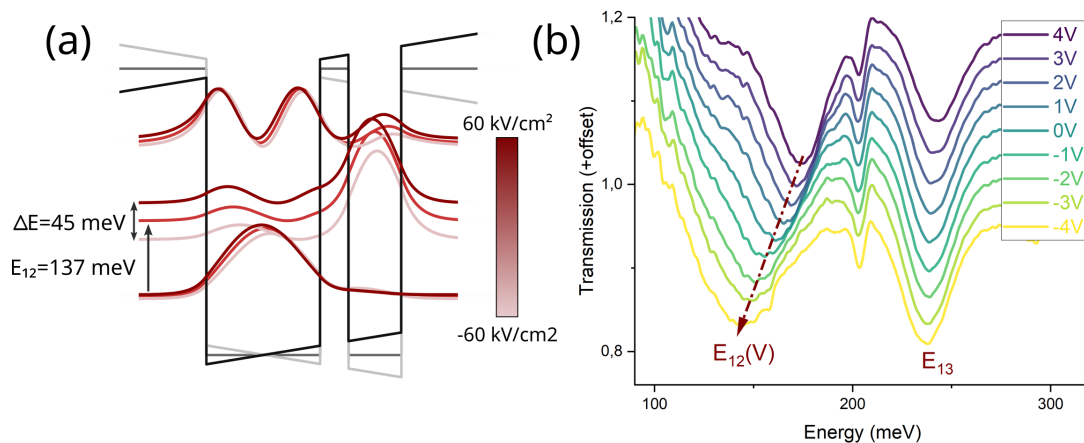 (a)
60 kV/cm²
ΔE=45 meV
E₁₂=137 meV
-60 kV/cm2
(b)
1,2
1,0
0,8
Transmission (+offset)
4V
3V
2V
1V
0V
-1V
-2V
-3V
-4V
E₁₂(V)
E₁₃
100
200
300
Energy (meV)